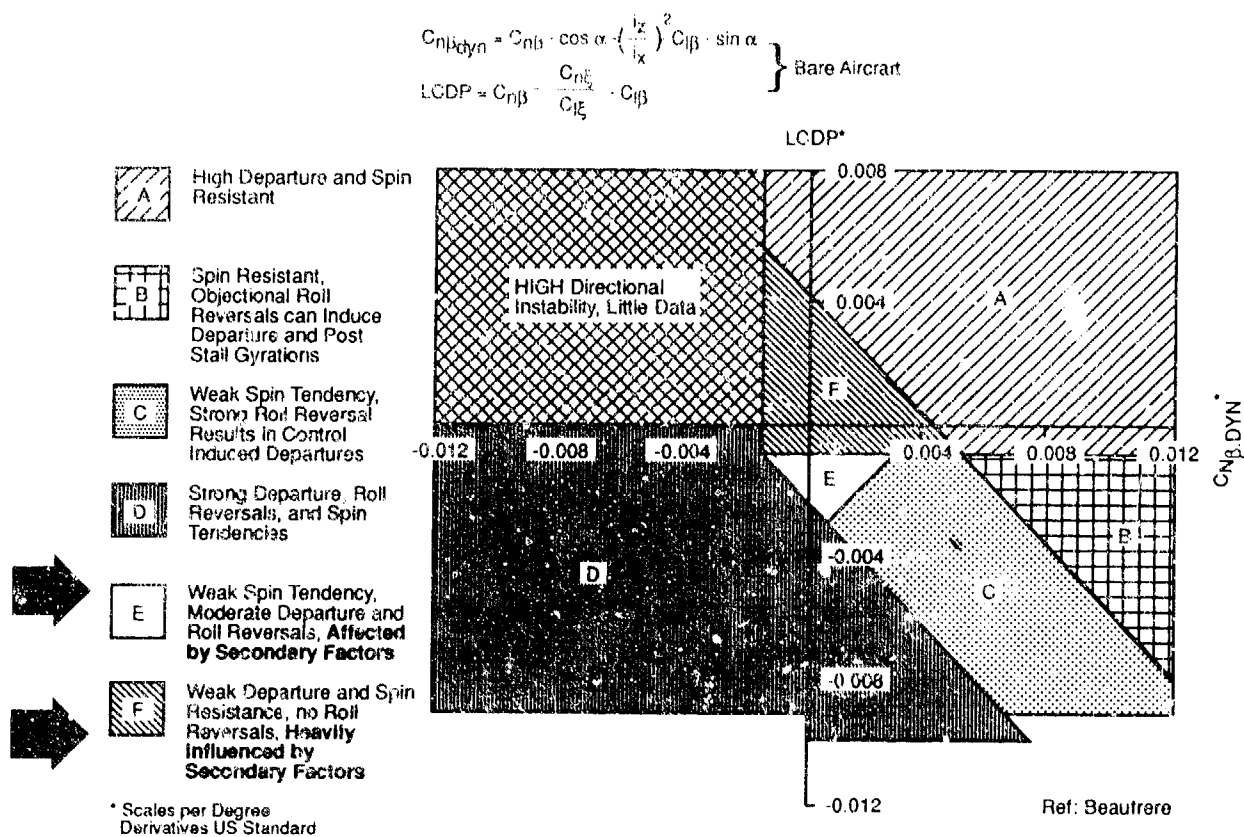 Cnβdyn = Cnβ · cos α · (iz/ix)² Clβ · sin α
LCDP = Cnβ - Cnξ/Clξ · Clβ
} Bare Aircraft
LCDP*
A High Departure and Spin
Resistant
B Spin Resistant,
Objectional Roll
Reversals can Induce
Departure and Post
Stall Gyrations
C Weak Spin Tendency,
Strong Roll Reversal
Results in Control
Induced Departures
D Strong Departure, Roll
Reversals, and Spin
Tendencies
E Weak Spin Tendency,
Moderate Departure and
Roll Reversals, Affected
by Secondary Factors
F Weak Departure and Spin
Resistance, no Roll
Reversals, Heavily
Influenced by
Secondary Factors
* Scales per Degree
Derivatives US Standard
0.008
HIGH Directional
Instability, Little Data
0.004
A
F
-0.012 -0.008 -0.004 0.004 0.008 0.012
CNβ,DYN*
E
B
-0.004
D
C
-0.008
-0.012
Ref: Beaufrere